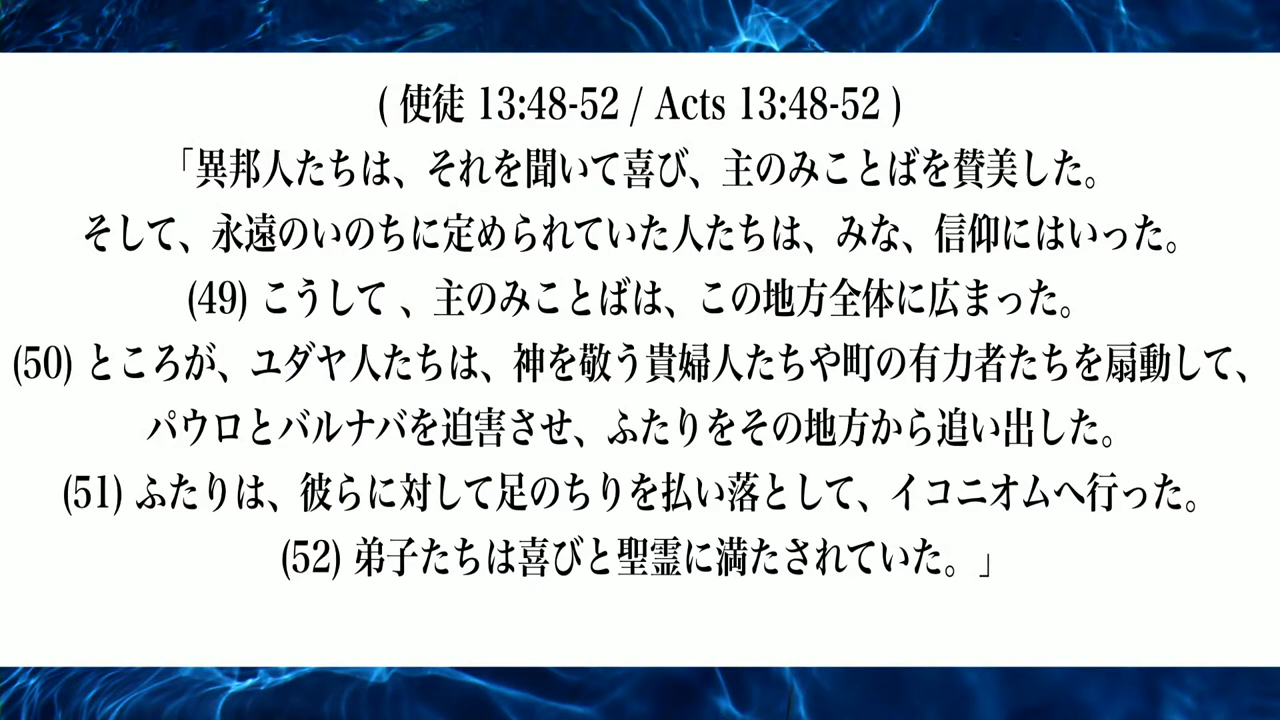 ( 使徒 13:48-52 / Acts 13:48-52 )
「異邦人たちは、それを聞いて喜び、主のみことばを賛美した。
そして、永遠のいのちに定められていた人たちは、みな、信仰にはいった。
(49) こうして 、主のみことばは、この地方全体に広まった。
(50) ところが、ユダヤ人たちは、神を敬う貴婦人たちや町の有力者たちを扇動して、
パウロとバルナバを迫害させ、ふたりをその地方から追い出した。
(51) ふたりは、彼らに対して足のちりを払い落として、イコニオムへ行った。
(52) 弟子たちは喜びと聖霊に満たされていた。」